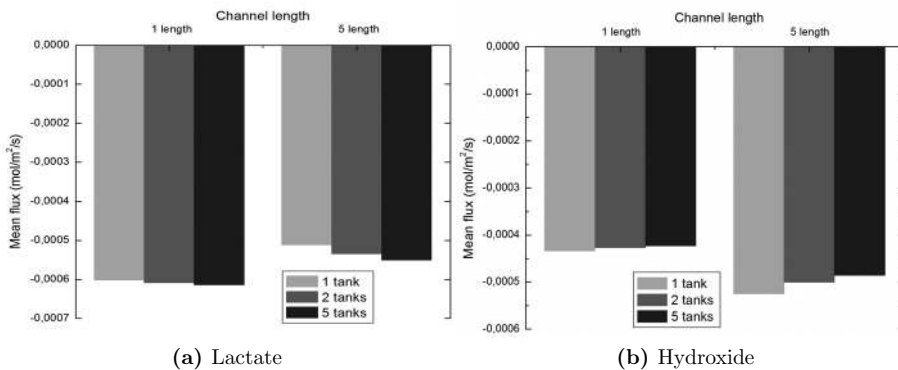 Channel length
1 length 5 length
0,0000
-0,0001
-0,0002
-0,0003
-0,0004
-0,0005
-0,0006
-0,0007
Mean flux (mol/m²/s)
1 tank
2 tanks
5 tanks
(a) Lactate
Channel length
1 length 5 length
0,0000
-0,0001
-0,0002
-0,0003
-0,0004
-0,0005
-0,0006
Mean flux (mol/m²/s)
1 tank
2 tanks
5 tanks
(b) Hydroxide